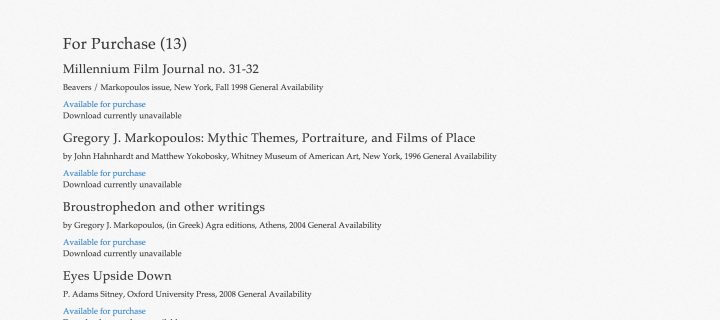 For Purchase (13)
Millennium Film Journal no. 31-32
Beavers / Markopoulos issue, New York, Fall 1998 General Availability
Available for purchase
Download currently unavailable
Gregory J. Markopoulos: Mythic Themes, Portraiture, and Films of Place
by John Hahnhardt and Matthew Yokobosky, Whitney Museum of American Art, New York, 1996 General Availability
Available for purchase
Download currently unavailable
Broustrophedon and other writings
by Gregory J. Markopoulos, (in Greek) Agra editions, Athens, 2004 General Availability
Available for purchase
Download currently unavailable
Eyes Upside Down
P. Adams Sitney, Oxford University Press, 2008 General Availability
Available for purchase